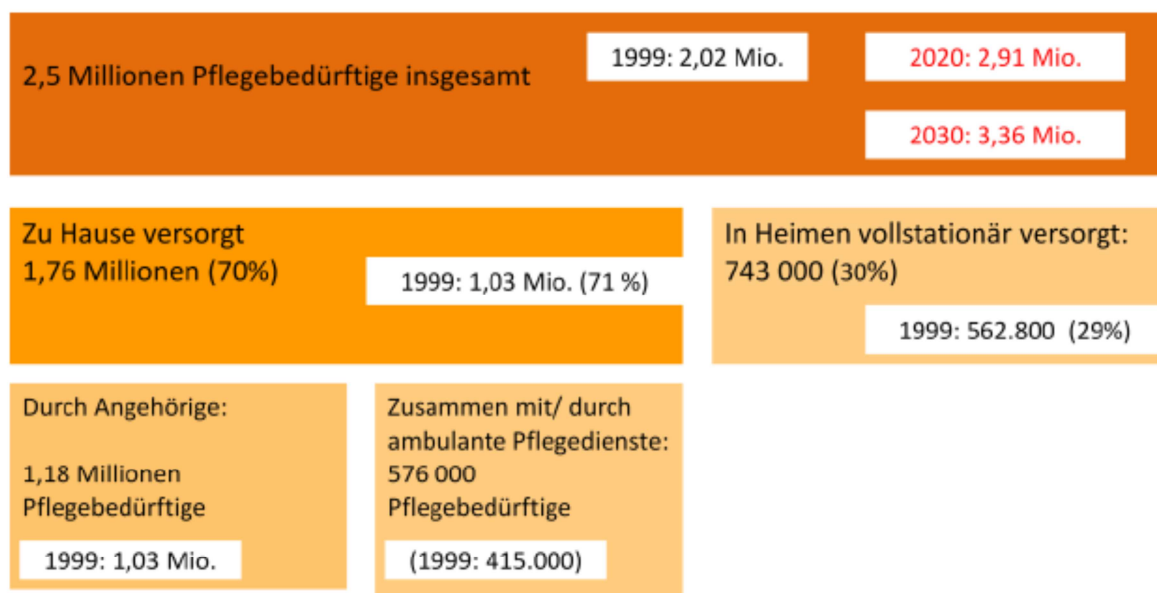 2,5 Millionen Pflegebedürftige insgesamt
1999: 2,02 Mio.
2020: 2,91 Mio.
2030: 3,36 Mio.
Zu Hause versorgt
1,76 Millionen (70%)
1999: 1,03 Mio. (71 %)
In Heimen vollstationär versorgt:
743 000 (30%)
1999: 562.800 (29%)
Durch Angehörige:
1,18 Millionen
Pflegebedürftige
1999: 1,03 Mio.
Zusammen mit/ durch
ambulante Pflegedienste:
576 000
Pflegebedürftige
(1999: 415.000)